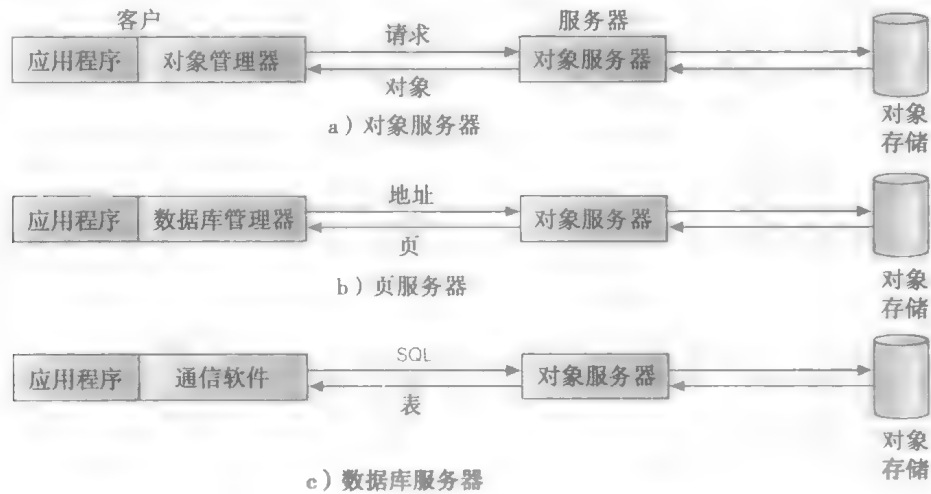 客户 服务器
请求
应用程序 对象管理器 对象服务器
对象
对象
存储
a）对象服务器
地址
应用程序 数据库管理器 对象服务器
页
对象
存储
b）页服务器
SQL
应用程序 通信软件 对象服务器
表
对象
存储
c）数据库服务器